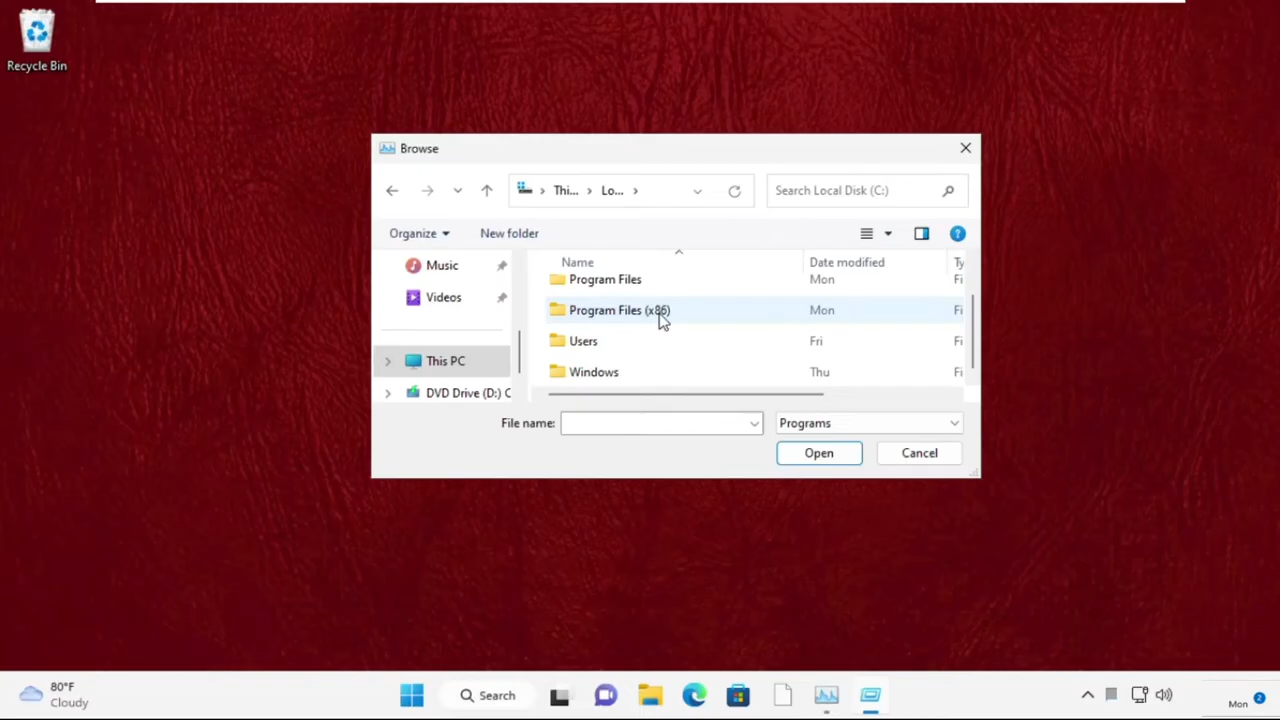 Recycle Bin
Browse
Thi... Lo...
Search Local Disk (C:)
Organize
New folder
Music
Videos
This PC
DVD Drive (D:) C
Name Date modified Ty
Program Files Mon
Program Files (x86) Mon Fi
Users Fri Fi
Windows Thu Fi
File name:
Programs
Open
Cancel
80°F
Cloudy
Search
Mon 2